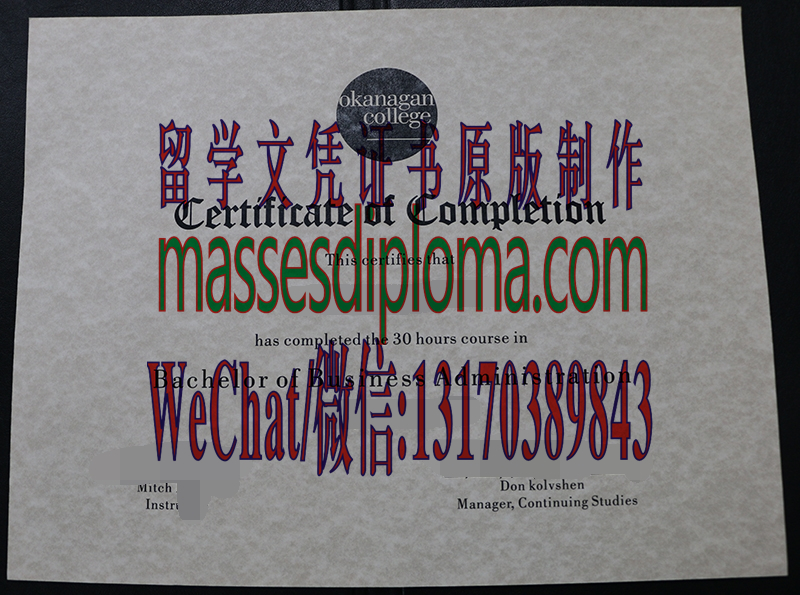 okanagan
college
留学文凭证书原版制作
Certificate of Completion
This certifies that
massesdiploma.com
has completed the 30 hours course in
Bachelor of Business Administration
WeChat/微信:13170389843
Mitch
Don kolvshen
Manager, Continuing Studies